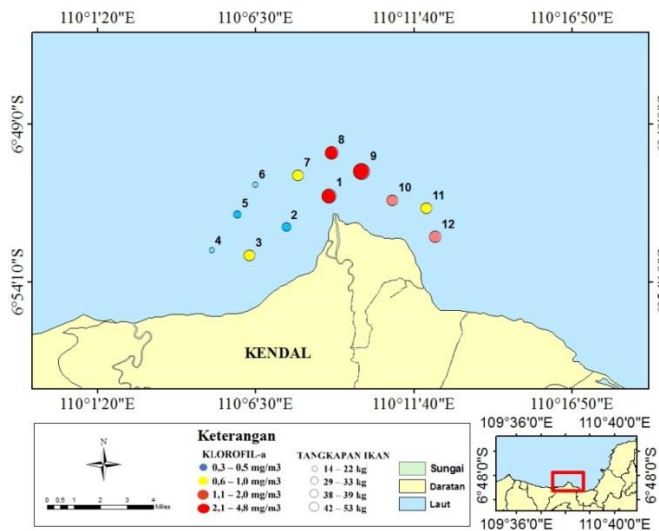 110°1'20"E 110°6'30"E 110°11'40"E 110°16'50"E
6°49'0"S
8
9
7
6
1
10
11
5
2
12
4
3
6°54'10"S
KENDAL
110°1'20"E 110°6'30"E 110°11'40"E 110°16'50"E
N
0 0,5 1 2 3 4
Miles
Keterangan
KLOROFIL-a
0,3 – 0,5 mg/m3
0,6 – 1,0 mg/m3
1,1 – 2,0 mg/m3
2,1 – 4,8 mg/m3
TANGKAPAN IKAN
14 – 22 kg
29 – 33 kg
38 – 39 kg
42 – 53 kg
Sungai
Daratan
Laut
109°36'0"E 110°40'0"E
6°48'0"S 6°48'0"S
109°36'0"E 110°40'0"E